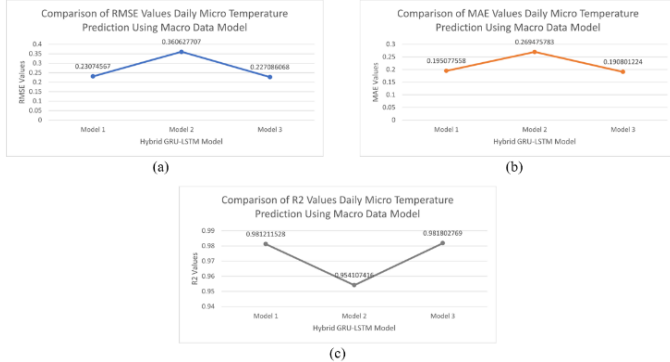 Comparison of RMSE Values Daily Micro Temperature
Prediction Using Macro Data Model
0.4
0.35
0.3
0.25
0.2
0.15
0.1
0.05
0
RMSE Values
0.23074567
0.360627707
0.227086068
Model 1
Model 2
Model 3
Hybrid GRU-LSTM Model
(a)
Comparison of MAE Values Daily Micro Temperature
Prediction Using Macro Data Model
0.3
0.25
0.2
0.15
0.1
0.05
0
MAE Values
0.195077558
0.269475783
0.190801224
Model 1
Model 2
Model 3
Hybrid GRU-LSTM Model
(b)
Comparison of R2 Values Daily Micro Temperature
Prediction Using Macro Data Model
0.99
0.98
0.97
0.96
0.95
0.94
R2 Values
0.981211528
0.954107416
0.981802769
Model 1
Model 2
Model 3
Hybrid GRU-LSTM Model
(c)